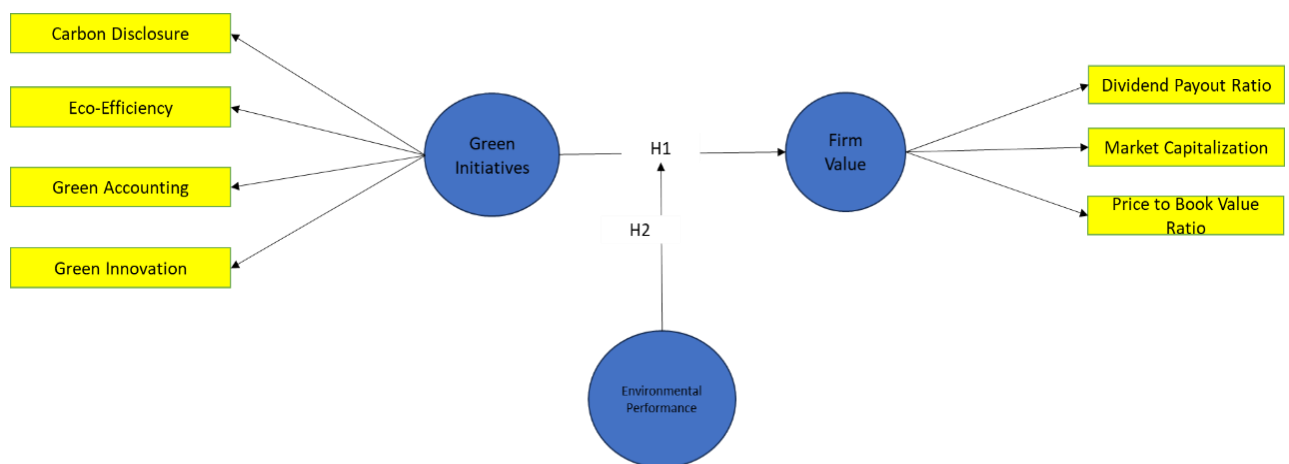 Carbon Disclosure
Eco-Efficiency
Green Accounting
Green Innovation
Green
Initiatives
H1
H2
Firm
Value
Dividend Payout Ratio
Market Capitalization
Price to Book Value
Ratio
Environmental
Performance